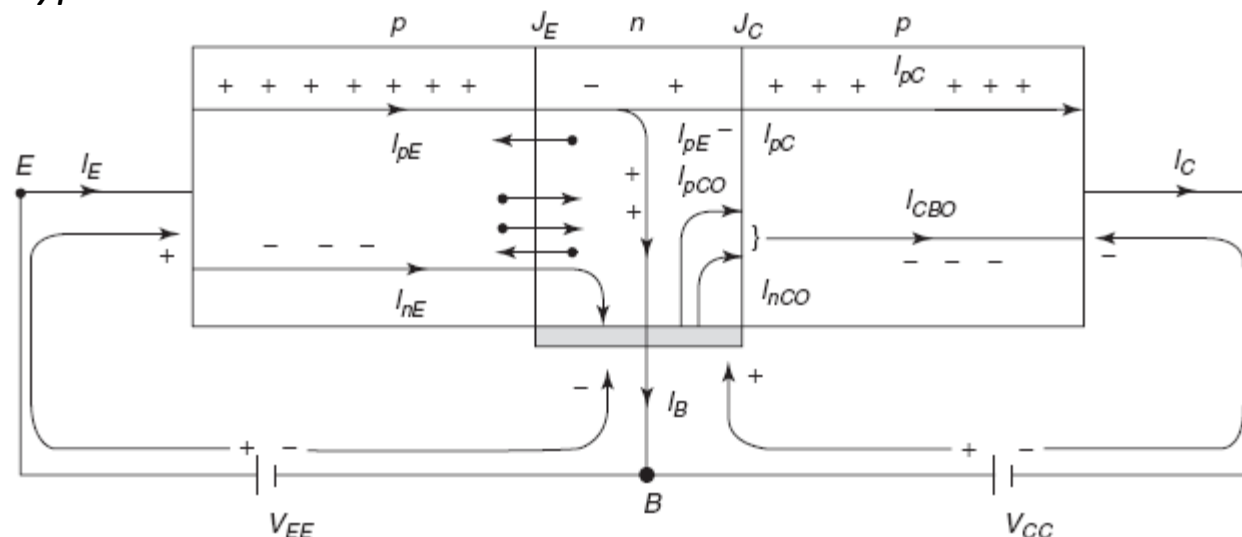 p J_E n J_C p
+ + + + + + + − + + + + I_pC + + +
I_pE I_pE − I_pC
E I_E + I_pCO I_C
+ I_CBO
+ − − − } − − − −
I_nE I_nCO
− I_B +
+ − + −
V_EE B V_CC